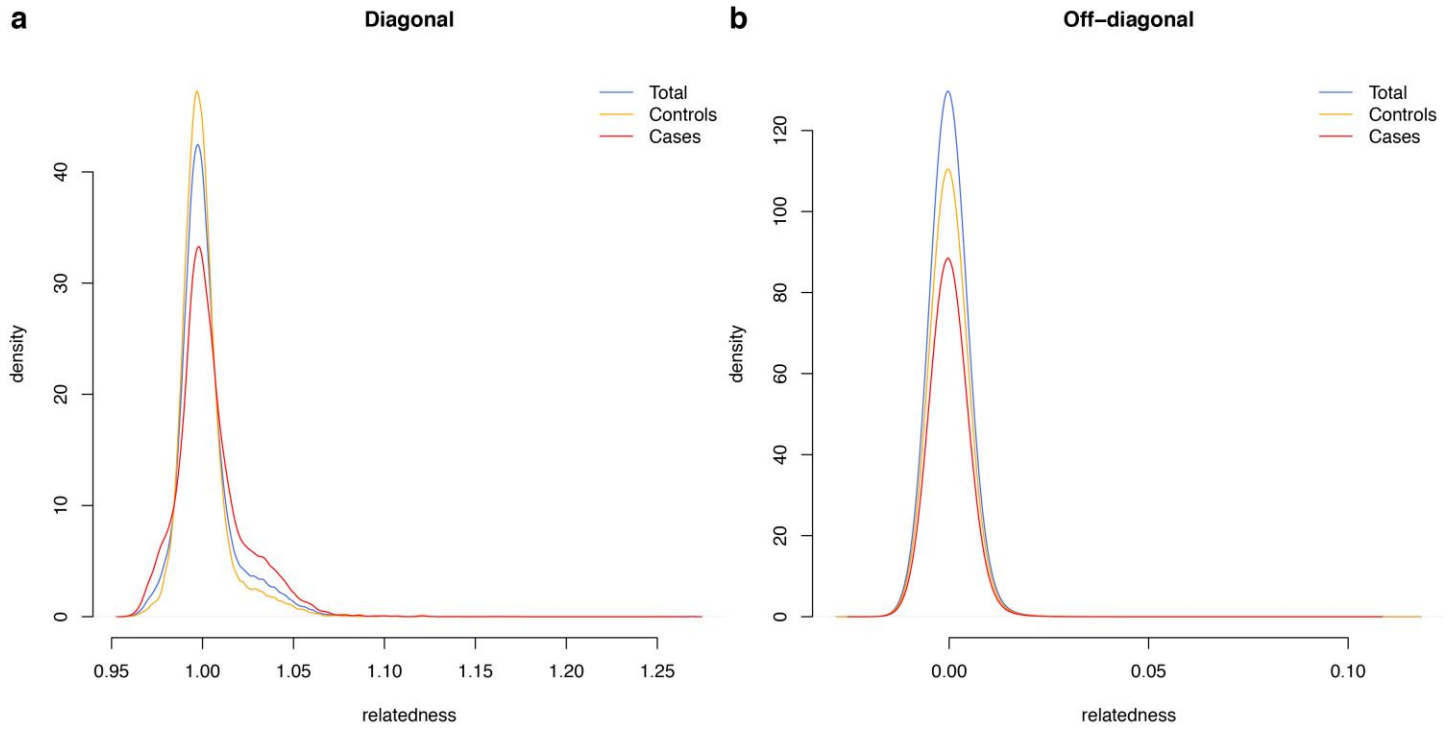 a
Diagonal
Total
Controls
Cases
density
0
10
20
30
40
0.95 1.00 1.05 1.10 1.15 1.20 1.25
relatedness
b
Off−diagonal
Total
Controls
Cases
density
0
20
40
60
80
100
120
0.00 0.05 0.10
relatedness